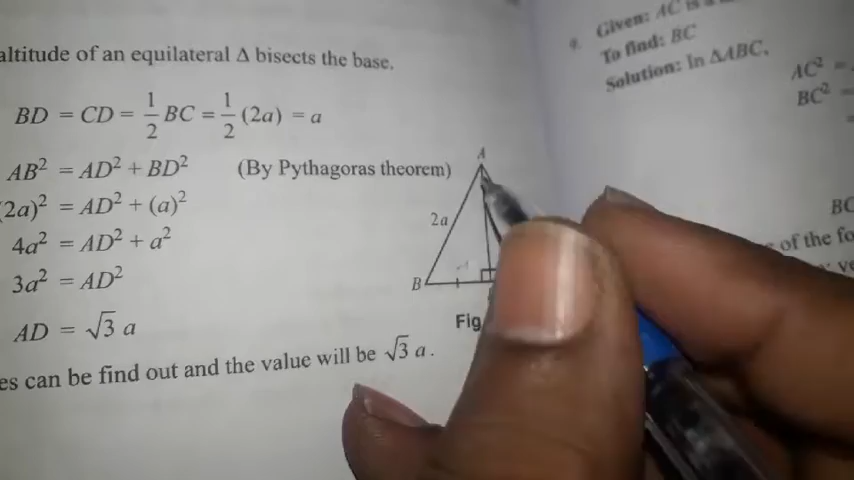 altitude of an equilateral Δ bisects the base.
BD = CD = 1/2 BC = 1/2 (2a) = a
AB² = AD² + BD² (By Pythagoras theorem)
(2a)² = AD² + (a)²
4a² = AD² + a²
3a² = AD²
AD = √3 a
es can be find out and the value will be √3 a.
A
2a
B
Fig
9. Given: AC is a
To find: BC
Solution: In ΔABC,
AC² =
BC² =
=
BC
of the fo